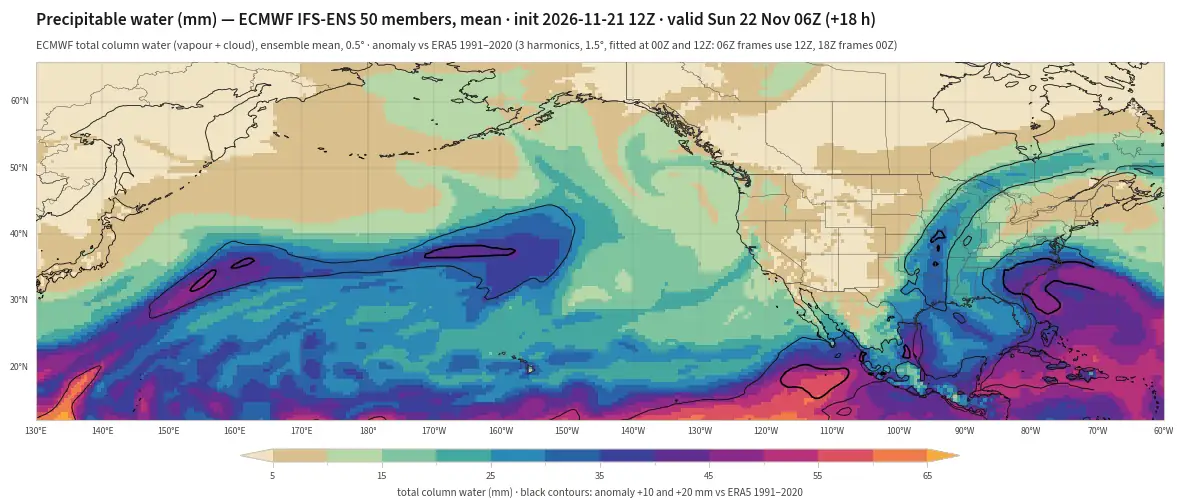 Precipitable water (mm) — ECMWF IFS-ENS 50 members, mean · init 2026-11-21 12Z · valid Sun 22 Nov 06Z (+18 h)
ECMWF total column water (vapour + cloud), ensemble mean, 0.5° · anomaly vs ERA5 1991–2020 (3 harmonics, 1.5°, fitted at 00Z and 12Z: 06Z frames use 12Z, 18Z frames 00Z)
60°N
50°N
40°N
30°N
20°N
130°E 140°E 150°E 160°E 170°E 180° 170°W 160°W 150°W 140°W 130°W 120°W 110°W 100°W 90°W 80°W 70°W 60°W
5 15 25 35 45 55 65
total column water (mm) · black contours: anomaly +10 and +20 mm vs ERA5 1991–2020